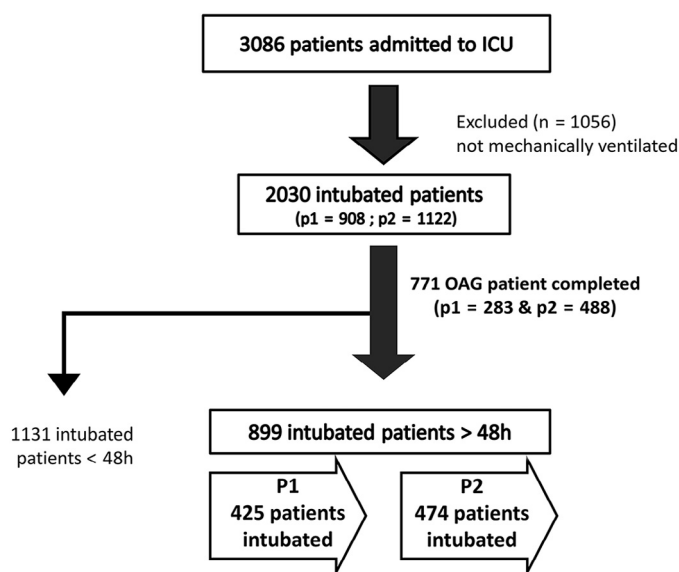 3086 patients admitted to ICU
Excluded (n = 1056)
not mechanically ventilated
2030 intubated patients
(p1 = 908 ; p2 = 1122)
771 OAG patient completed
(p1 = 283 & p2 = 488)
1131 intubated
patients < 48h
899 intubated patients > 48h
P1
425 patients
intubated
P2
474 patients
intubated